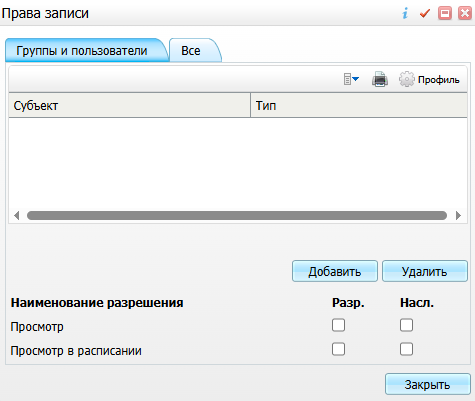 Права записи
Группы и пользователи Все
Профиль
Субъект Тип
Добавить Удалить
Наименование разрешения Разр. Насл.
Просмотр
Просмотр в расписании
Закрыть